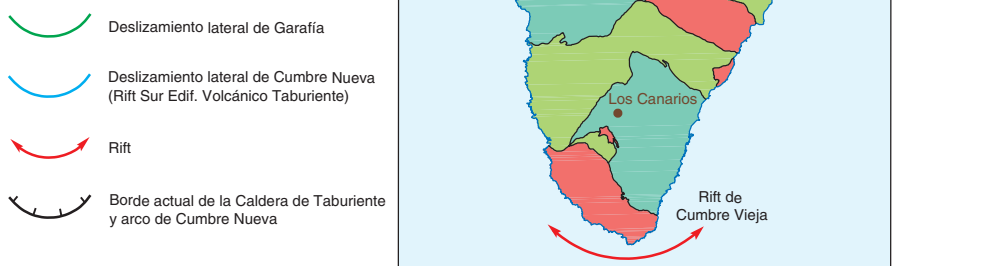 Deslizamiento lateral de Garafía
Deslizamiento lateral de Cumbre Nueva
(Rift Sur Edif. Volcánico Taburiente)
Rift
Borde actual de la Caldera de Taburiente
y arco de Cumbre Nueva
Los Canarios
Rift de
Cumbre Vieja